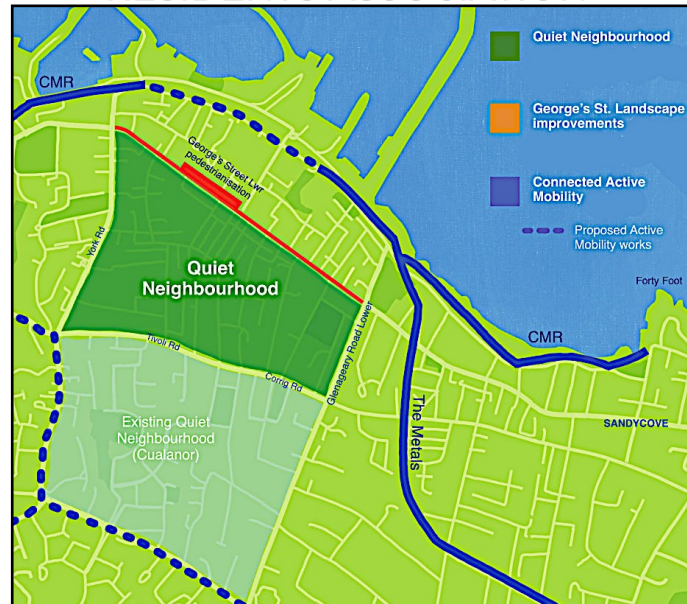 Quiet Neighbourhood
George's St. Landscape
improvements
Connected Active
Mobility
Proposed Active
Mobility works
CMR
George's Street Lwr
pedestrianisation
York Rd
Quiet
Neighbourhood
Forty Foot
CMR
Glenageary Road Lower
Tivoli Rd
Corrig Rd
The Metals
SANDYCOVE
Existing Quiet
Neighbourhood
(Cualanor)